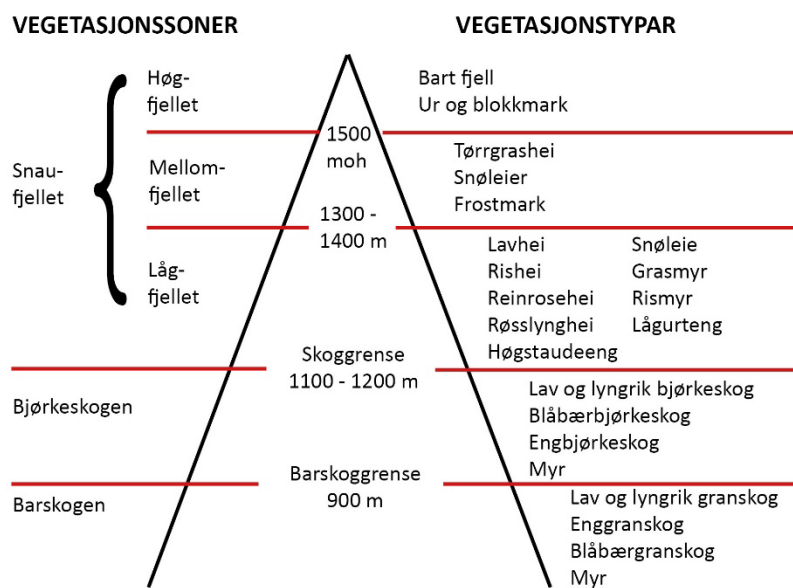 VEGETASJONSSONER
VEGETASJONSTYPAR
Høg-
fjellet
Bart fjell
Ur og blokkmark
1500
moh
Snau-
fjellet
Mellom-
fjellet
Tørrgrashei
Snøleier
Frostmark
1300 -
1400 m
Låg-
fjellet
Lavhei
Rishei
Reinrosehei
Røsslynghei
Høgstaudeeng
Snøleie
Grasmyr
Rismyr
Lågurteng
Skoggrense
1100 - 1200 m
Bjørkeskogen
Lav og lyngrik bjørkeskog
Blåbærbjørkeskog
Engbjørkeskog
Myr
Barskoggrense
900 m
Barskogen
Lav og lyngrik granskog
Enggranskog
Blåbærgranskog
Myr